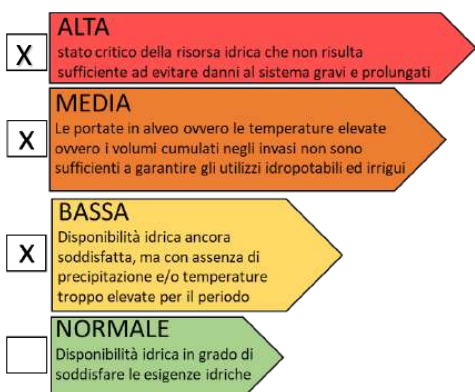 X
ALTA
stato critico della risorsa idrica che non risulta
sufficiente ad evitare danni al sistema gravi e prolungati
X
MEDIA
Le portate in alveo ovvero le temperature elevate
ovvero i volumi cumulati negli invasi non sono
sufficienti a garantire gli utilizzi idropotabili ed irrigui
X
BASSA
Disponibilità idrica ancora
soddisfatta, ma con assenza di
precipitazione e/o temperature
troppo elevate per il periodo
NORMALE
Disponibilità idrica in grado di
soddisfare le esigenze idriche